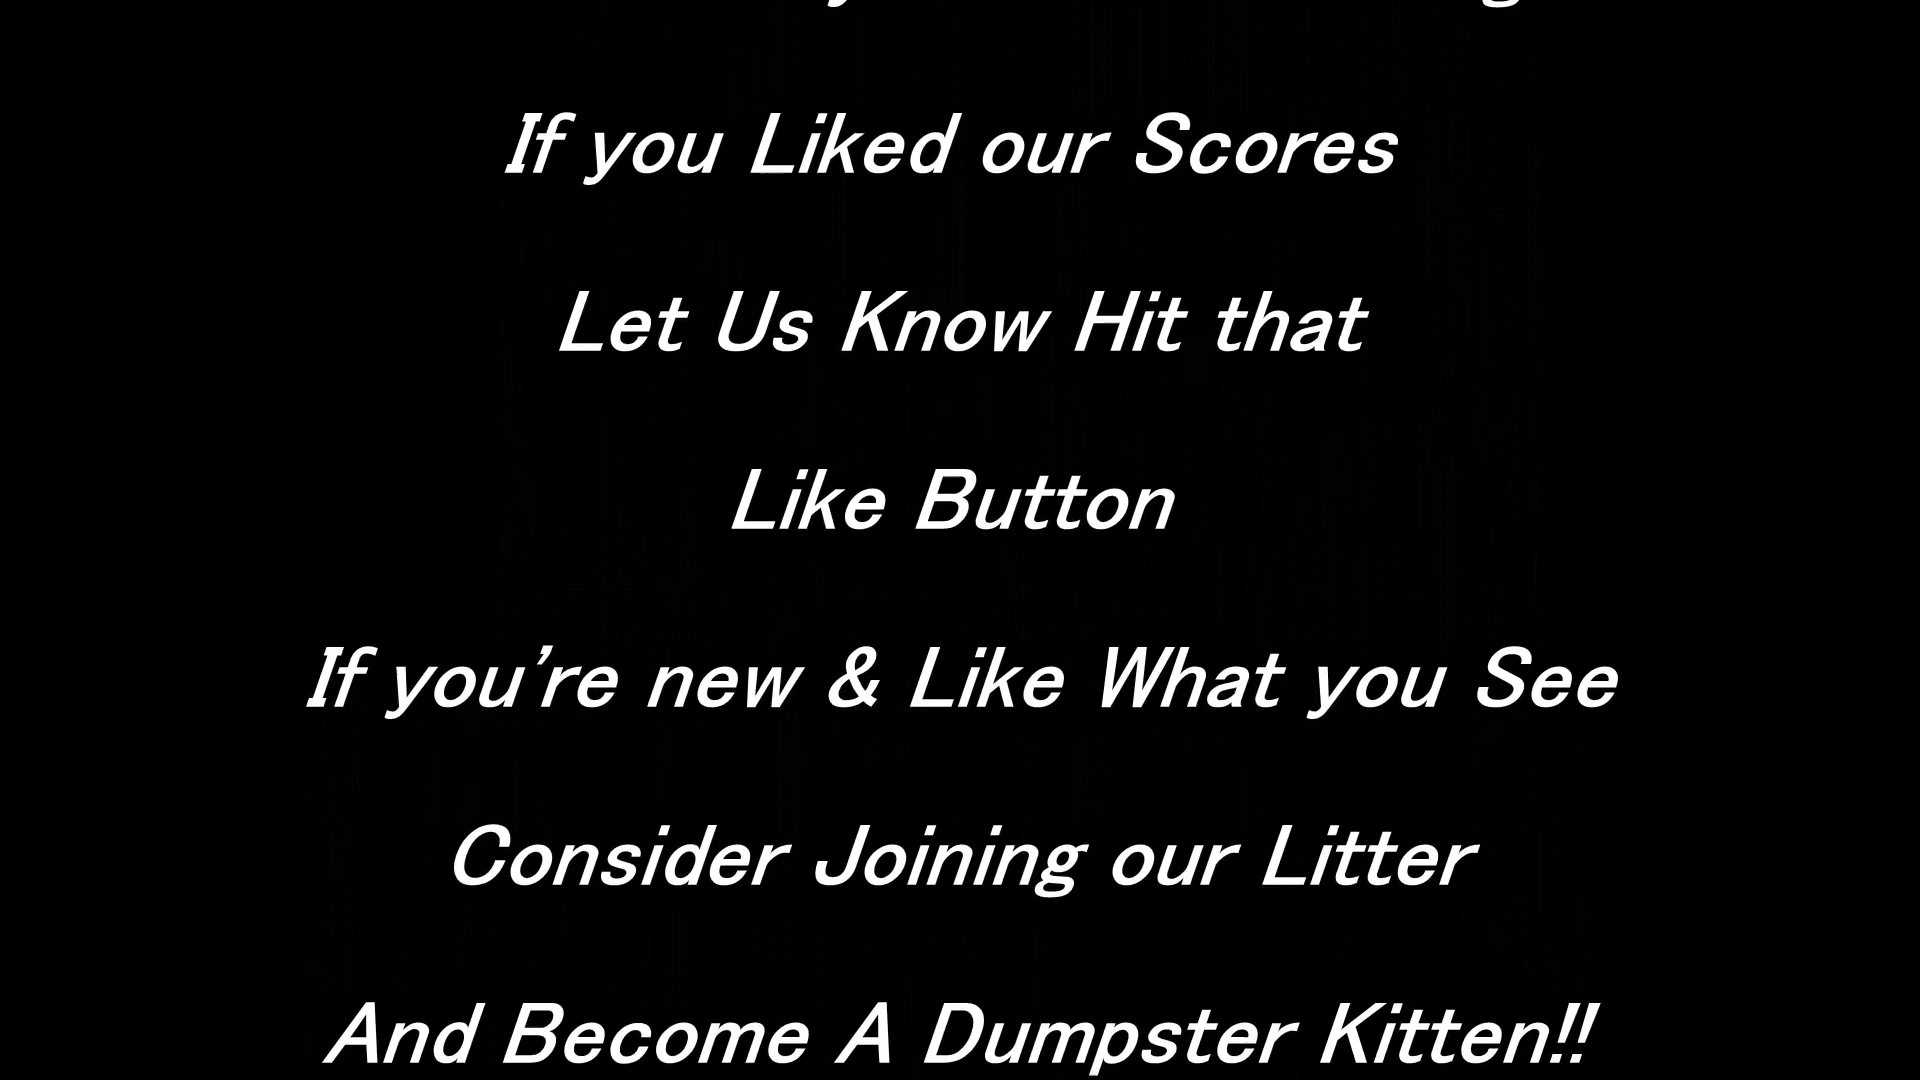 If you Liked our Scores
Let Us Know Hit that
Like Button
If you're new & Like What you See
Consider Joining our Litter
And Become A Dumpster Kitten!!